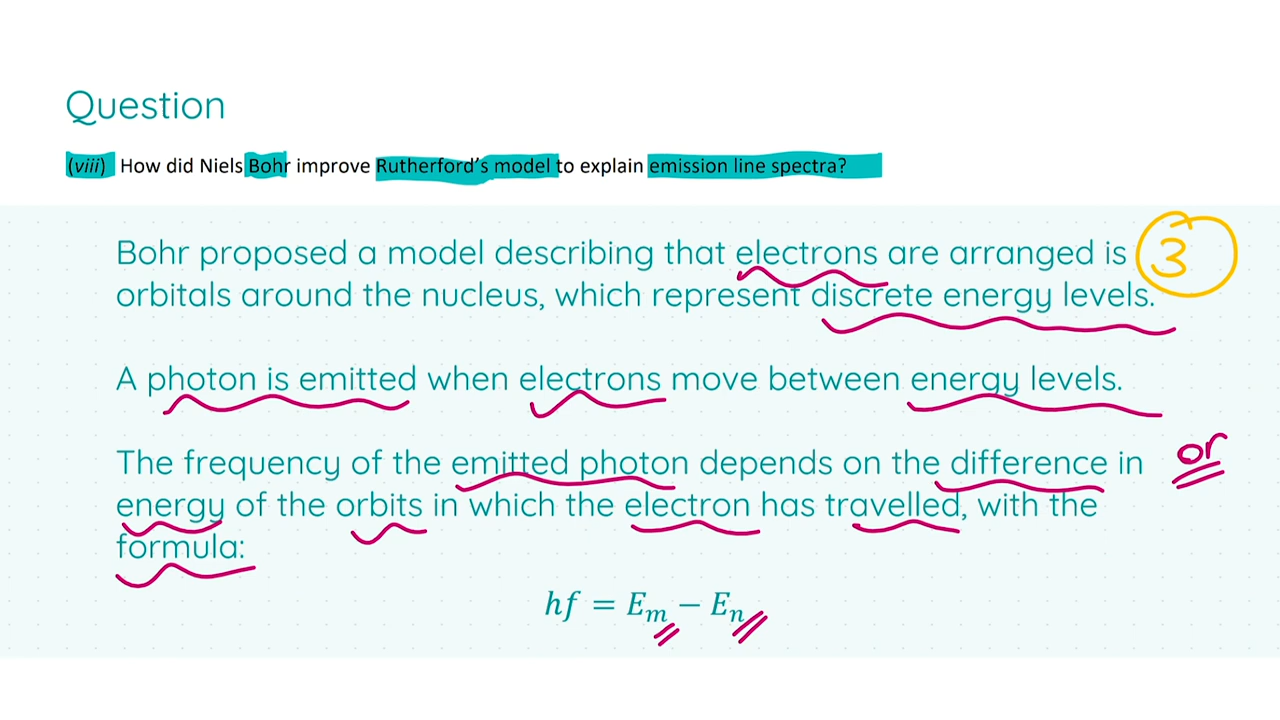 Question
(viii) How did Niels Bohr improve Rutherford's model to explain emission line spectra?
Bohr proposed a model describing that electrons are arranged is 3
orbitals around the nucleus, which represent discrete energy levels.
A photon is emitted when electrons move between energy levels.
The frequency of the emitted photon depends on the difference in or
energy of the orbits in which the electron has travelled, with the
formula:
hf = Eₘ − Eₙ